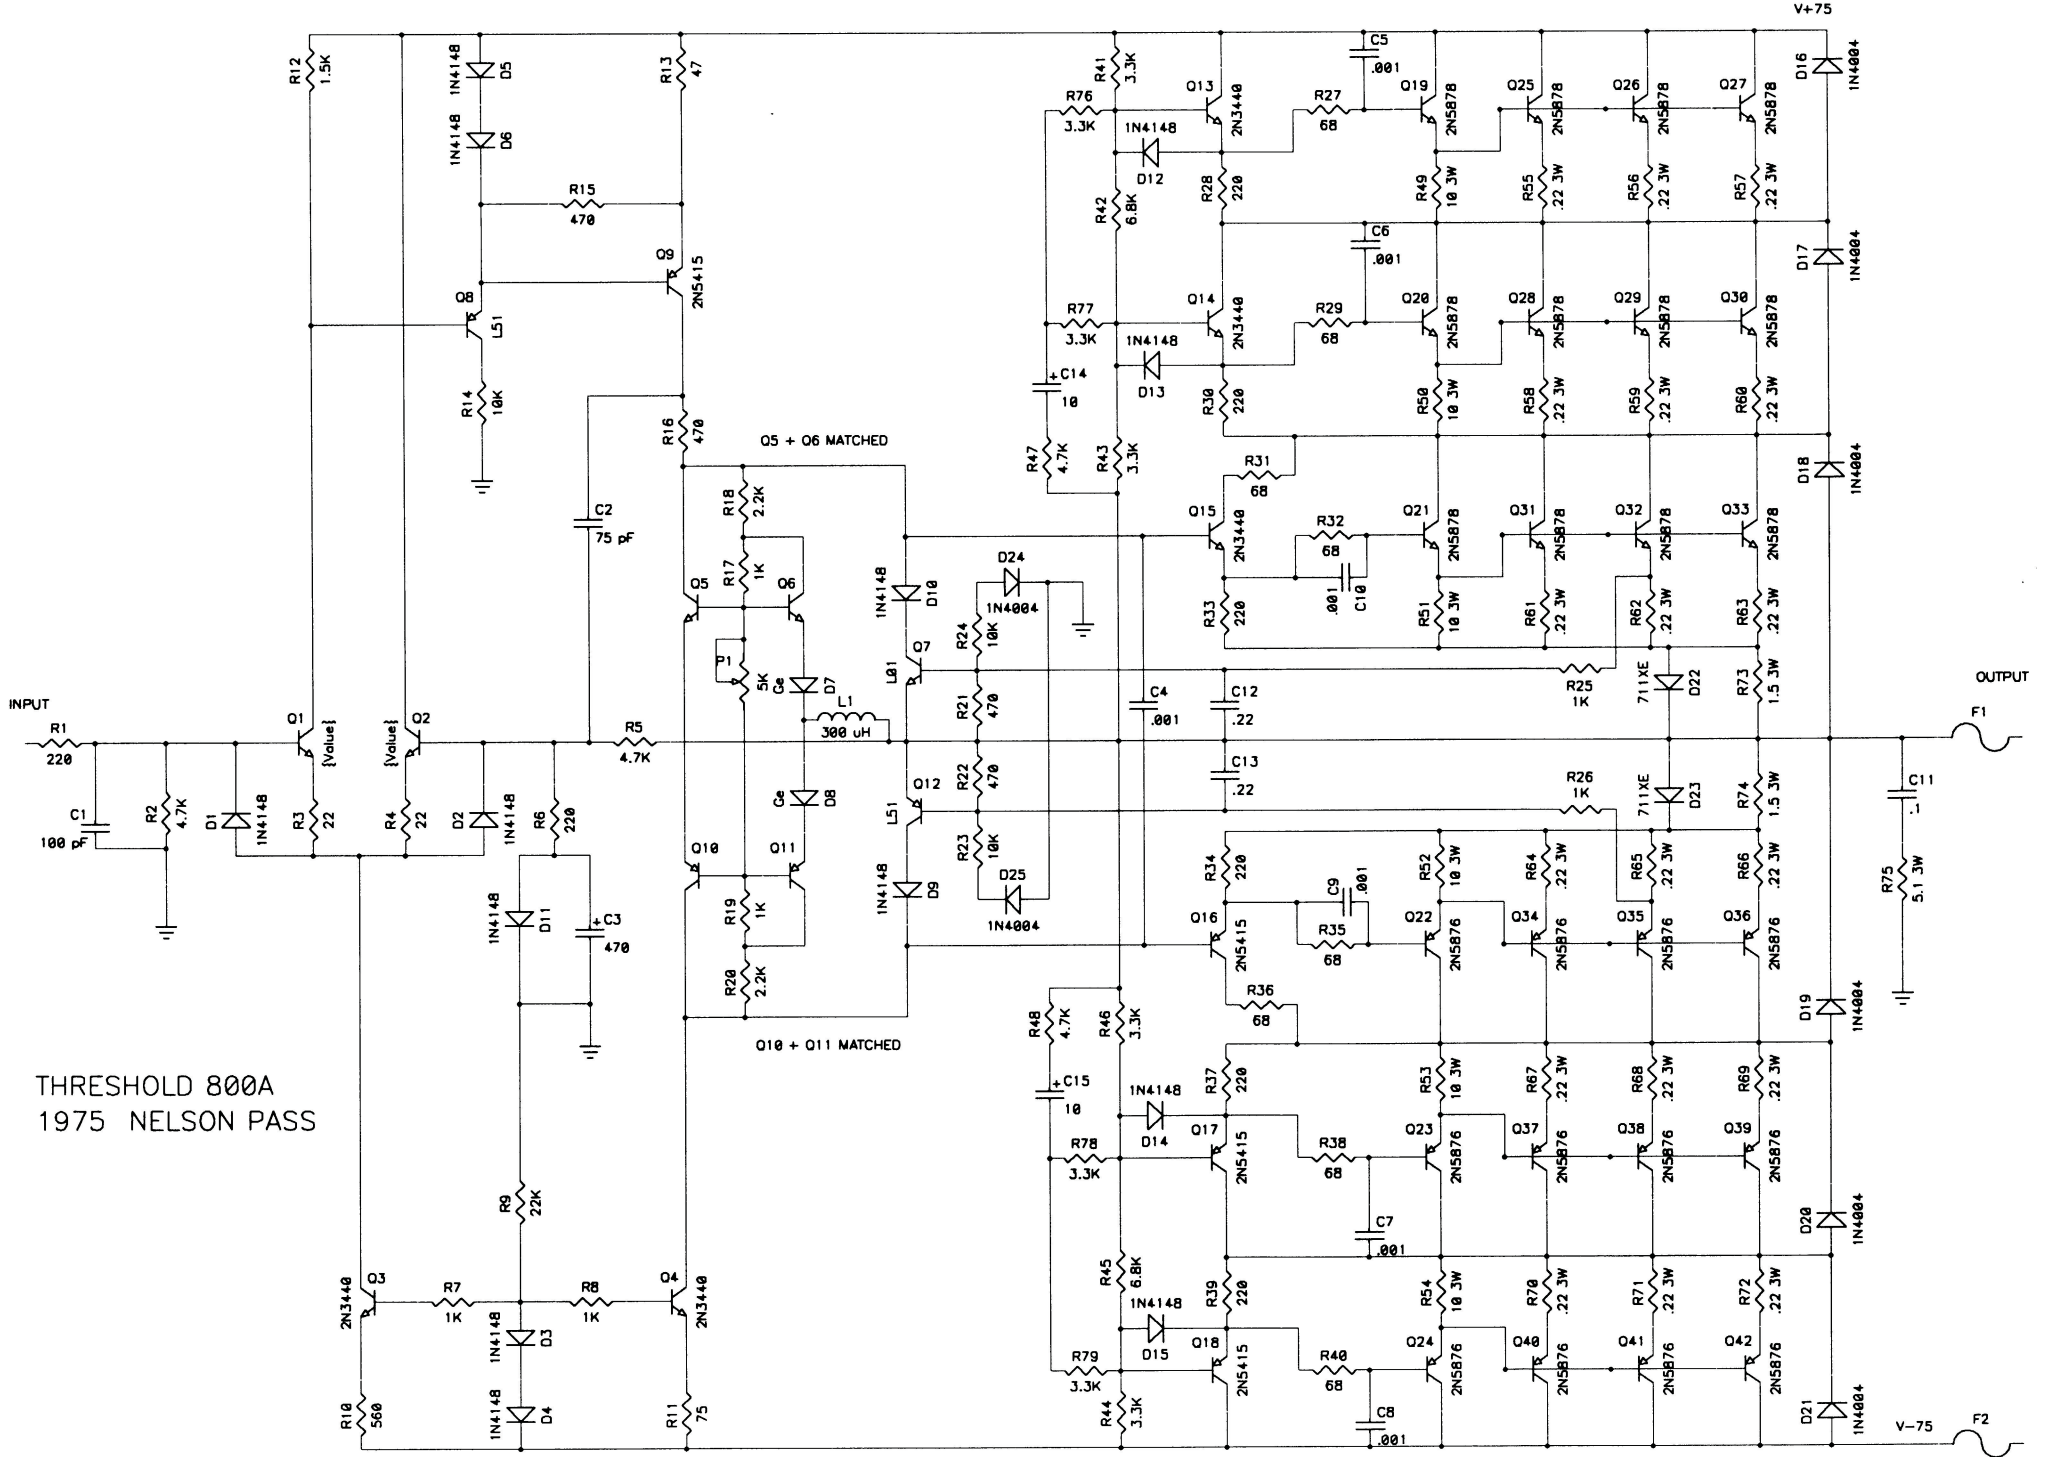 V+75
R12
1.5K
1N4148
D5
R13
47
R41
3.3K
C5
.001
D16
1N4004
1N4148
D6
R76
3.3K
Q13
2N3440
R27
68
Q19
2N5878
Q25
2N5878
Q26
2N5878
Q27
2N5878
1N4148
D12
R15
470
R42
6.8K
R28
220
R49
10 3W
R55
.22 3W
R56
.22 3W
R57
.22 3W
Q9
2N5415
C6
.001
D17
1N4004
Q8
L51
R77
3.3K
Q14
2N3440
R29
68
Q20
2N5878
Q28
2N5878
Q29
2N5878
Q30
2N5878
1N4148
D13
R14
10K
+C14
10
R30
220
R50
10 3W
R58
.22 3W
R59
.22 3W
R60
.22 3W
R16
470
Q5 + Q6 MATCHED
R47
4.7K
R43
3.3K
R31
68
D18
1N4004
R18
2.2K
C2
75 pF
Q15
2N3440
R32
68
Q21
2N5878
Q31
2N5878
Q32
2N5878
Q33
2N5878
R17
1K
D24
1N4004
.001
C10
Q5
Q6
1N4148
D10
R33
220
R51
10 3W
R61
.22 3W
R62
.22 3W
R63
.22 3W
R24
10K
P1
5K
Q7
L01
Ge
D7
R25
1K
711XE
D22
R73
1.5 3W
OUTPUT
INPUT
L1
300 uH
R21
470
C4
.001
C12
.22
F1
R1
220
Q1
{Value}
{Value}
Q2
R5
4.7K
C1
100 pF
R2
4.7K
D1
1N4148
R3
22
R4
22
D2
1N4148
R6
220
Ge
D8
Q12
L51
R22
470
C13
.22
R26
1K
711XE
D23
R74
1.5 3W
C11
.1
Q10
Q11
R23
10K
D25
1N4004
R34
220
C9
.001
R52
10 3W
R64
.22 3W
R65
.22 3W
R66
.22 3W
R75
5.1 3W
1N4148
D11
+C3
470
R19
1K
1N4148
D9
Q16
2N5415
R35
68
Q22
2N5876
Q34
2N5876
Q35
2N5876
Q36
2N5876
R20
2.2K
R36
68
D19
1N4004
R48
4.7K
R46
3.3K
Q10 + Q11 MATCHED
THRESHOLD 800A
1975 NELSON PASS
+C15
10
R37
220
R53
10 3W
R67
.22 3W
R68
.22 3W
R69
.22 3W
1N4148
D14
R78
3.3K
Q17
2N5415
R38
68
Q23
2N5876
Q37
2N5876
Q38
2N5876
Q39
2N5876
R9
22K
C7
.001
D20
1N4004
R45
6.8K
R39
220
R54
10 3W
R70
.22 3W
R71
.22 3W
R72
.22 3W
2N3440
Q3
R7
1K
R8
1K
Q4
2N3440
1N4148
D15
1N4148
D3
R79
3.3K
Q18
2N5415
R40
68
Q24
2N5876
Q40
2N5876
Q41
2N5876
Q42
2N5876
R10
560
1N4148
D4
R11
75
R44
3.3K
C8
.001
D21
1N4004
V-75
F2